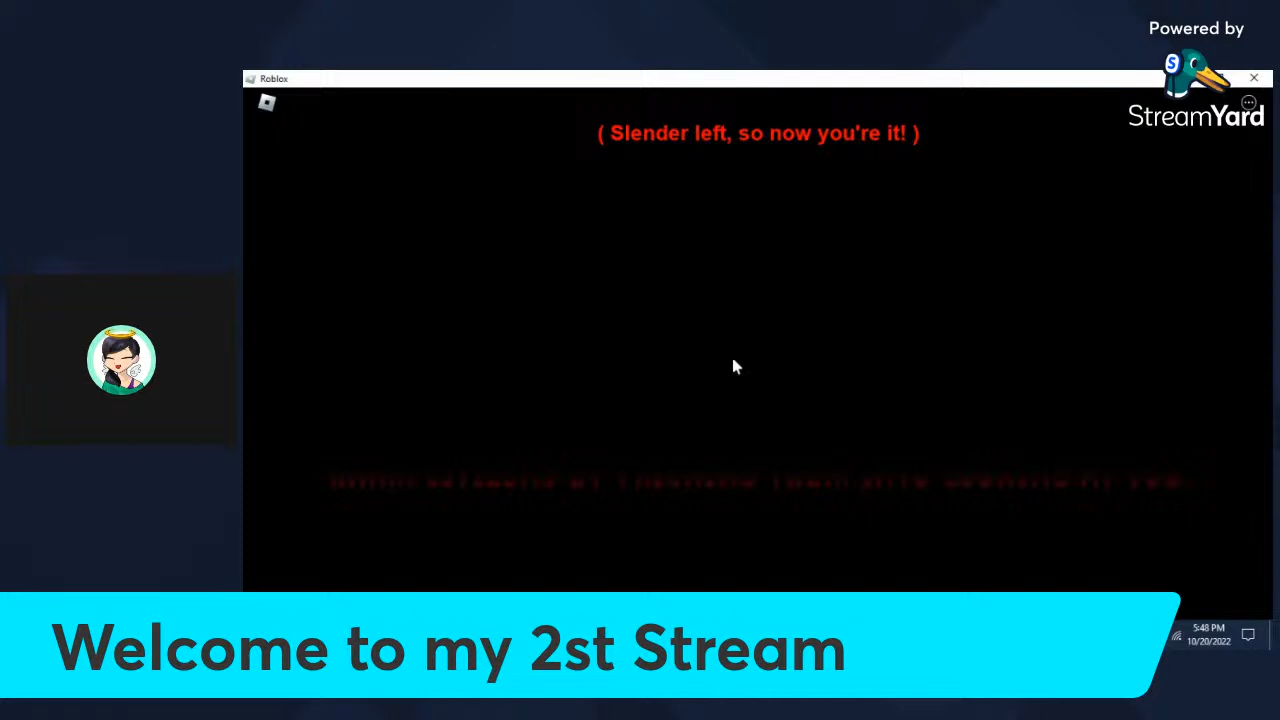 Powered by
StreamYard
Roblox
( Slender left, so now you're it! )
Welcome to my 2st Stream
5:48 PM
10/20/2022